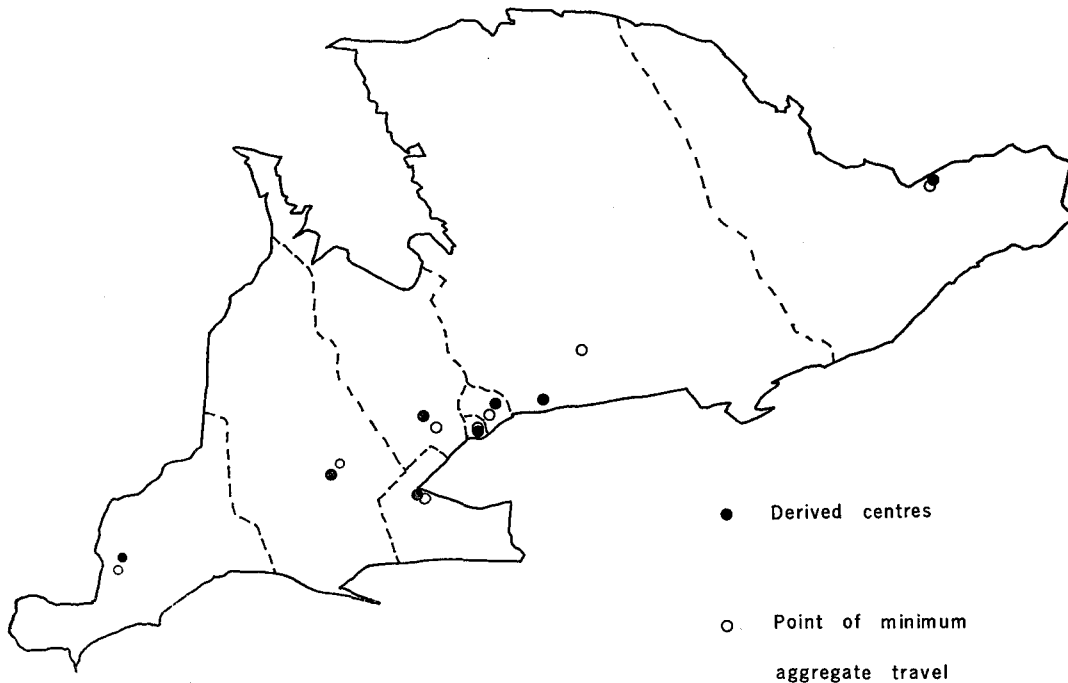 Derived centres
Point of minimum
aggregate travel